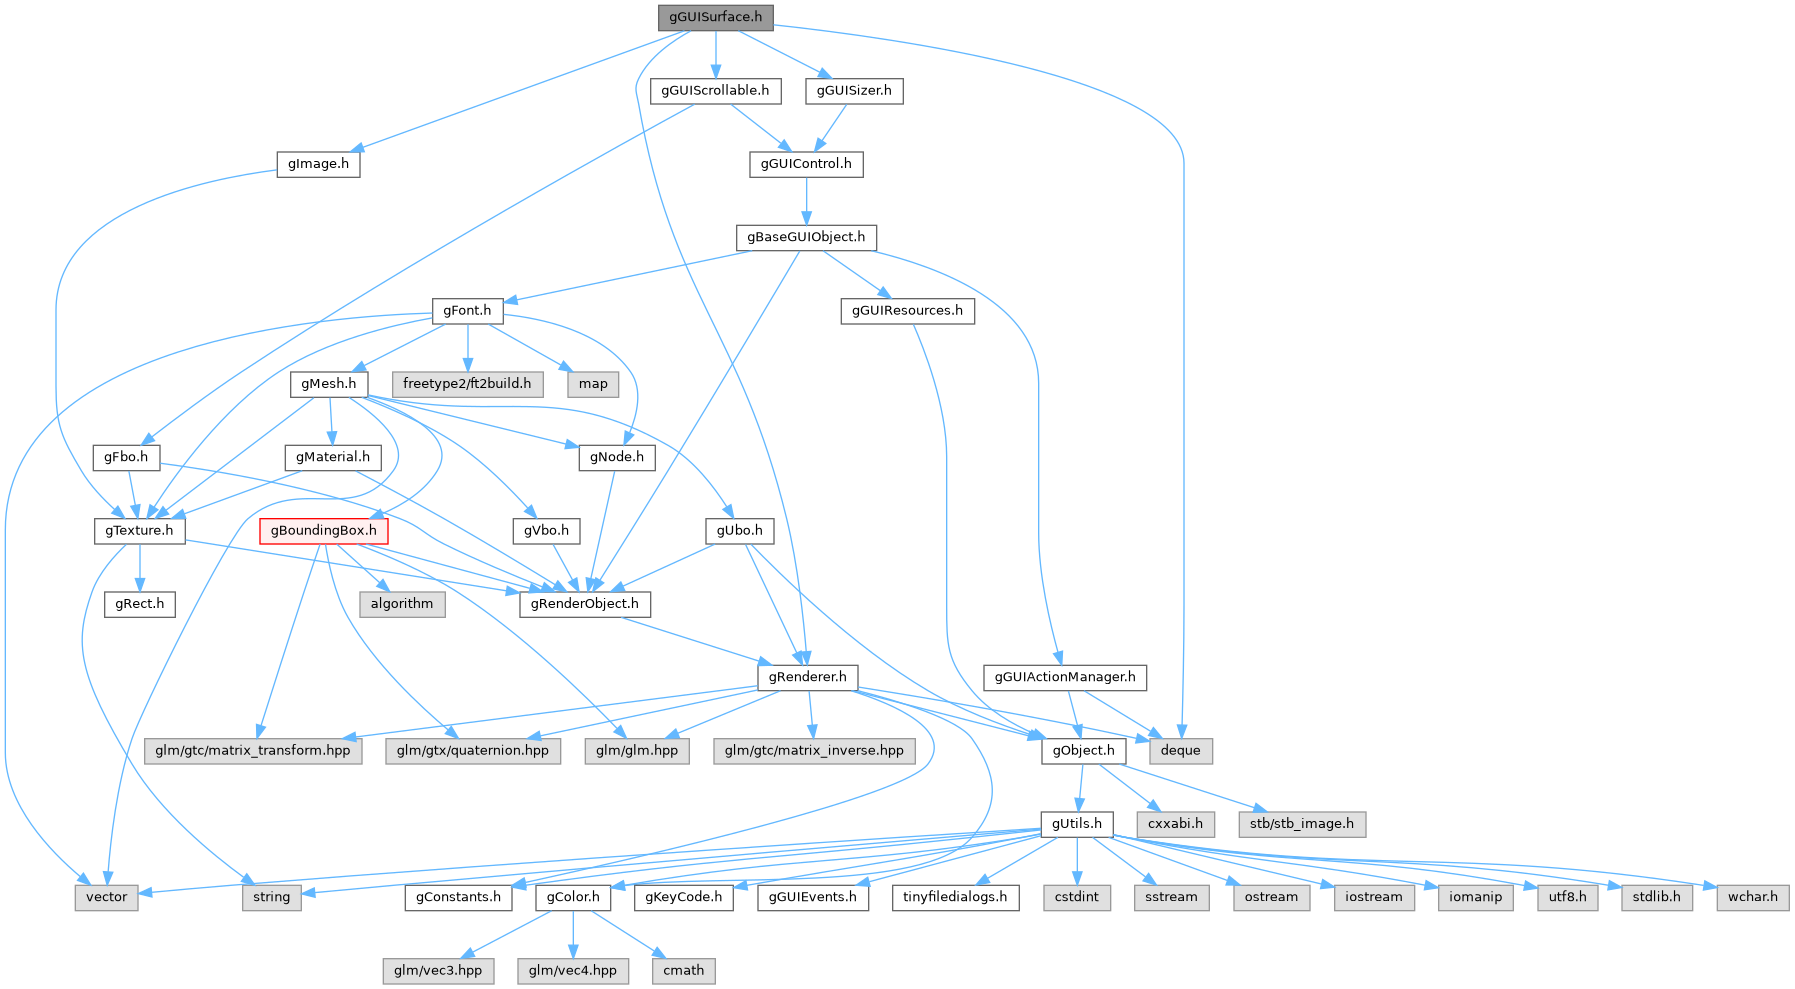 gGUISurface.h
gGUIScrollable.h
gGUISizer.h
gImage.h
gGUIControl.h
gBaseGUIObject.h
gFont.h
gGUIResources.h
gMesh.h
freetype2/ft2build.h
map
gFbo.h
gMaterial.h
gNode.h
gTexture.h
gBoundingBox.h
gVbo.h
gUbo.h
gRect.h
algorithm
gRenderObject.h
gRenderer.h
gGUIActionManager.h
glm/gtc/matrix_transform.hpp
glm/gtx/quaternion.hpp
glm/glm.hpp
glm/gtc/matrix_inverse.hpp
gObject.h
deque
gUtils.h
cxxabi.h
stb/stb_image.h
vector
string
gConstants.h
gColor.h
gKeyCode.h
gGUIEvents.h
tinyfiledialogs.h
cstdint
sstream
ostream
iostream
iomanip
utf8.h
stdlib.h
wchar.h
glm/vec3.hpp
glm/vec4.hpp
cmath